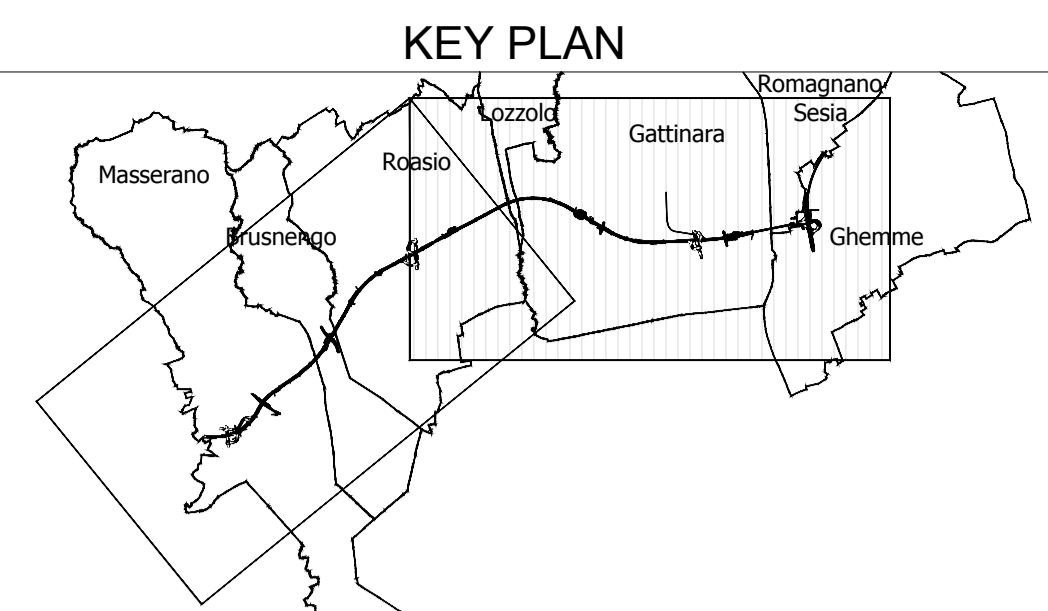 KEY PLAN
Romagnano
Sesia
Lozzolo
Gattinara
Roasio
Masserano
Brusnengo
Ghemme